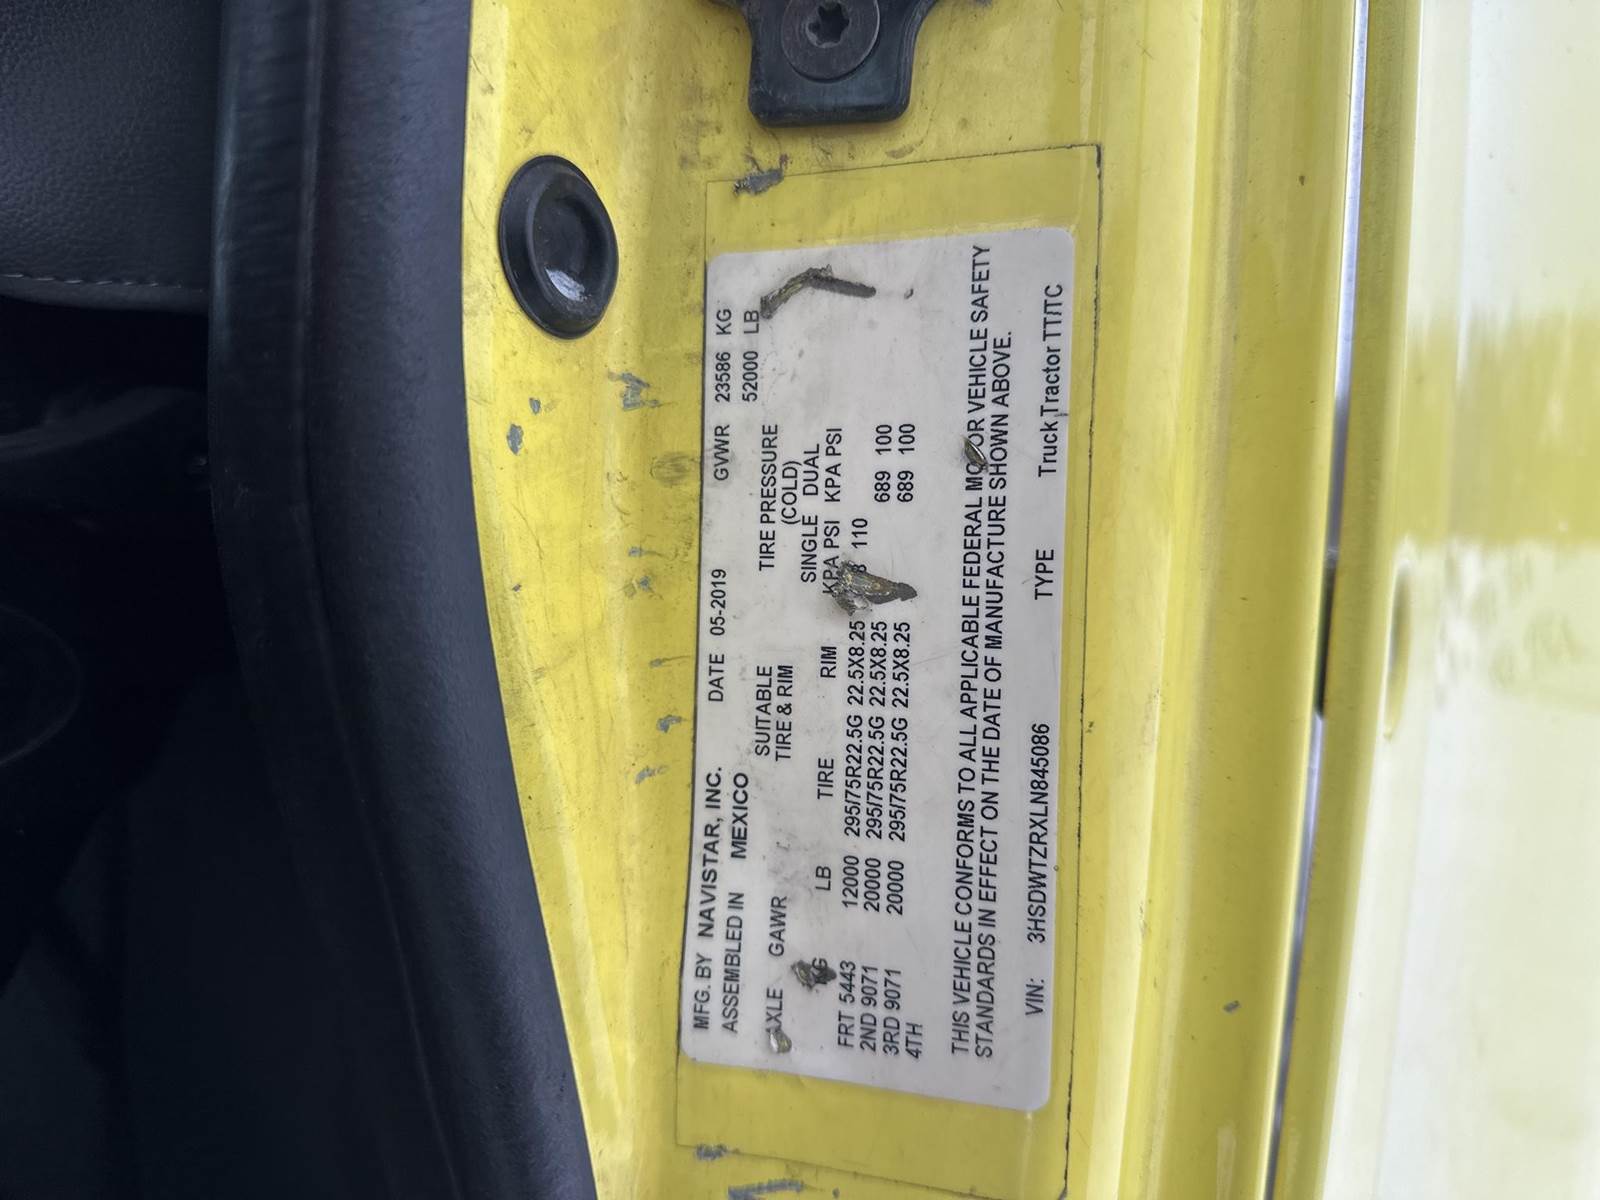 MFG. BY NAVISTAR, INC. DATE 05-2019 GVWR 23586 KG
ASSEMBLED IN MEXICO 52000 LB
SUITABLE TIRE PRESSURE
AXLE GAWR TIRE & RIM (COLD)
SINGLE DUAL
KG LB TIRE RIM KPA PSI KPA PSI
FRT 5443 12000 295/75R22.5G 22.5X8.25 110
2ND 9071 20000 295/75R22.5G 22.5X8.25 689 100
3RD 9071 20000 295/75R22.5G 22.5X8.25 689 100
4TH
THIS VEHICLE CONFORMS TO ALL APPLICABLE FEDERAL MOTOR VEHICLE SAFETY
STANDARDS IN EFFECT ON THE DATE OF MANUFACTURE SHOWN ABOVE.
VIN: 3HSDWTZRXLN845086 TYPE Truck Tractor TT/TC